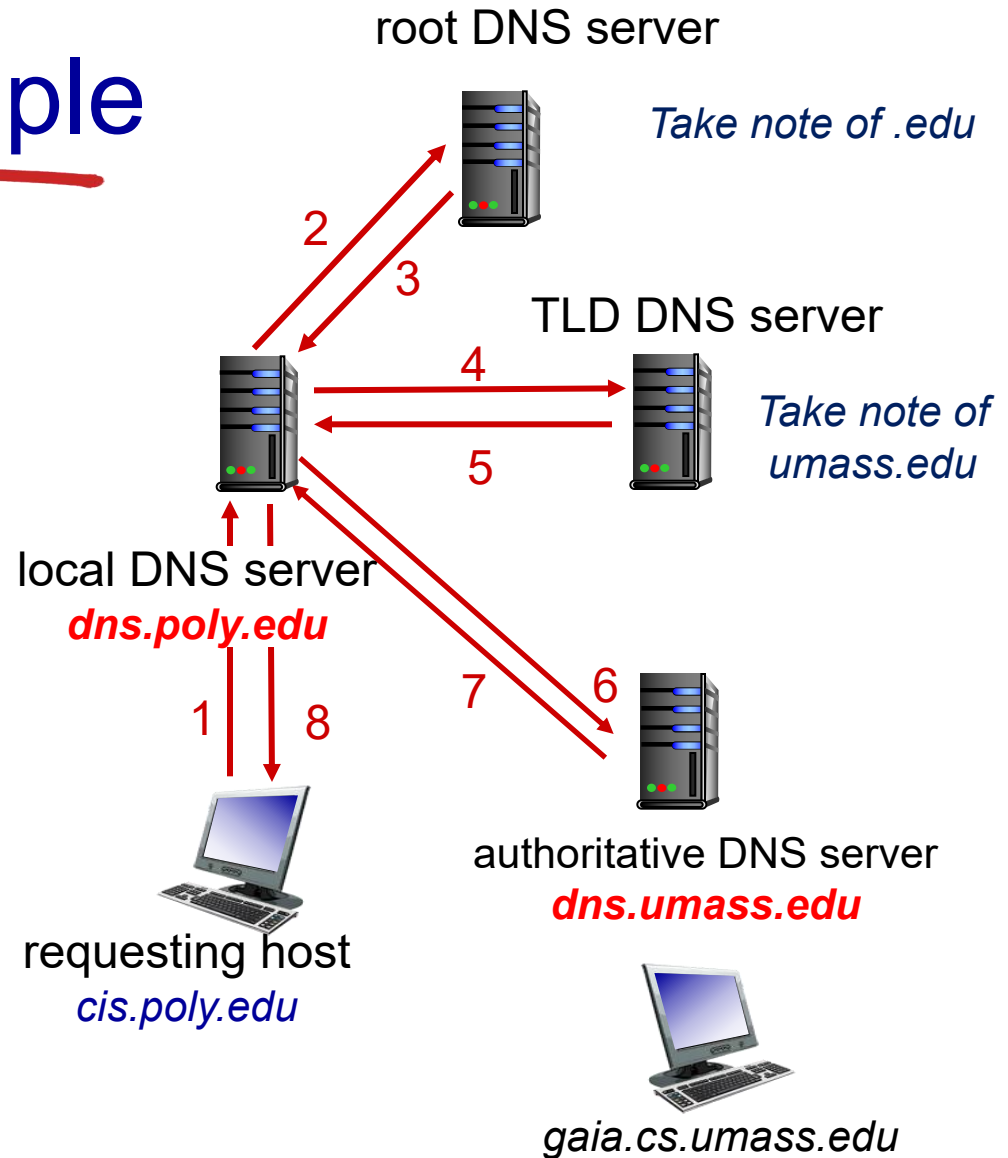 root DNS server
ple
Take note of .edu
2
3
TLD DNS server
4
Take note of
umass.edu
5
local DNS server
dns.poly.edu
1
8
7
6
authoritative DNS server
dns.umass.edu
requesting host
cis.poly.edu
gaia.cs.umass.edu